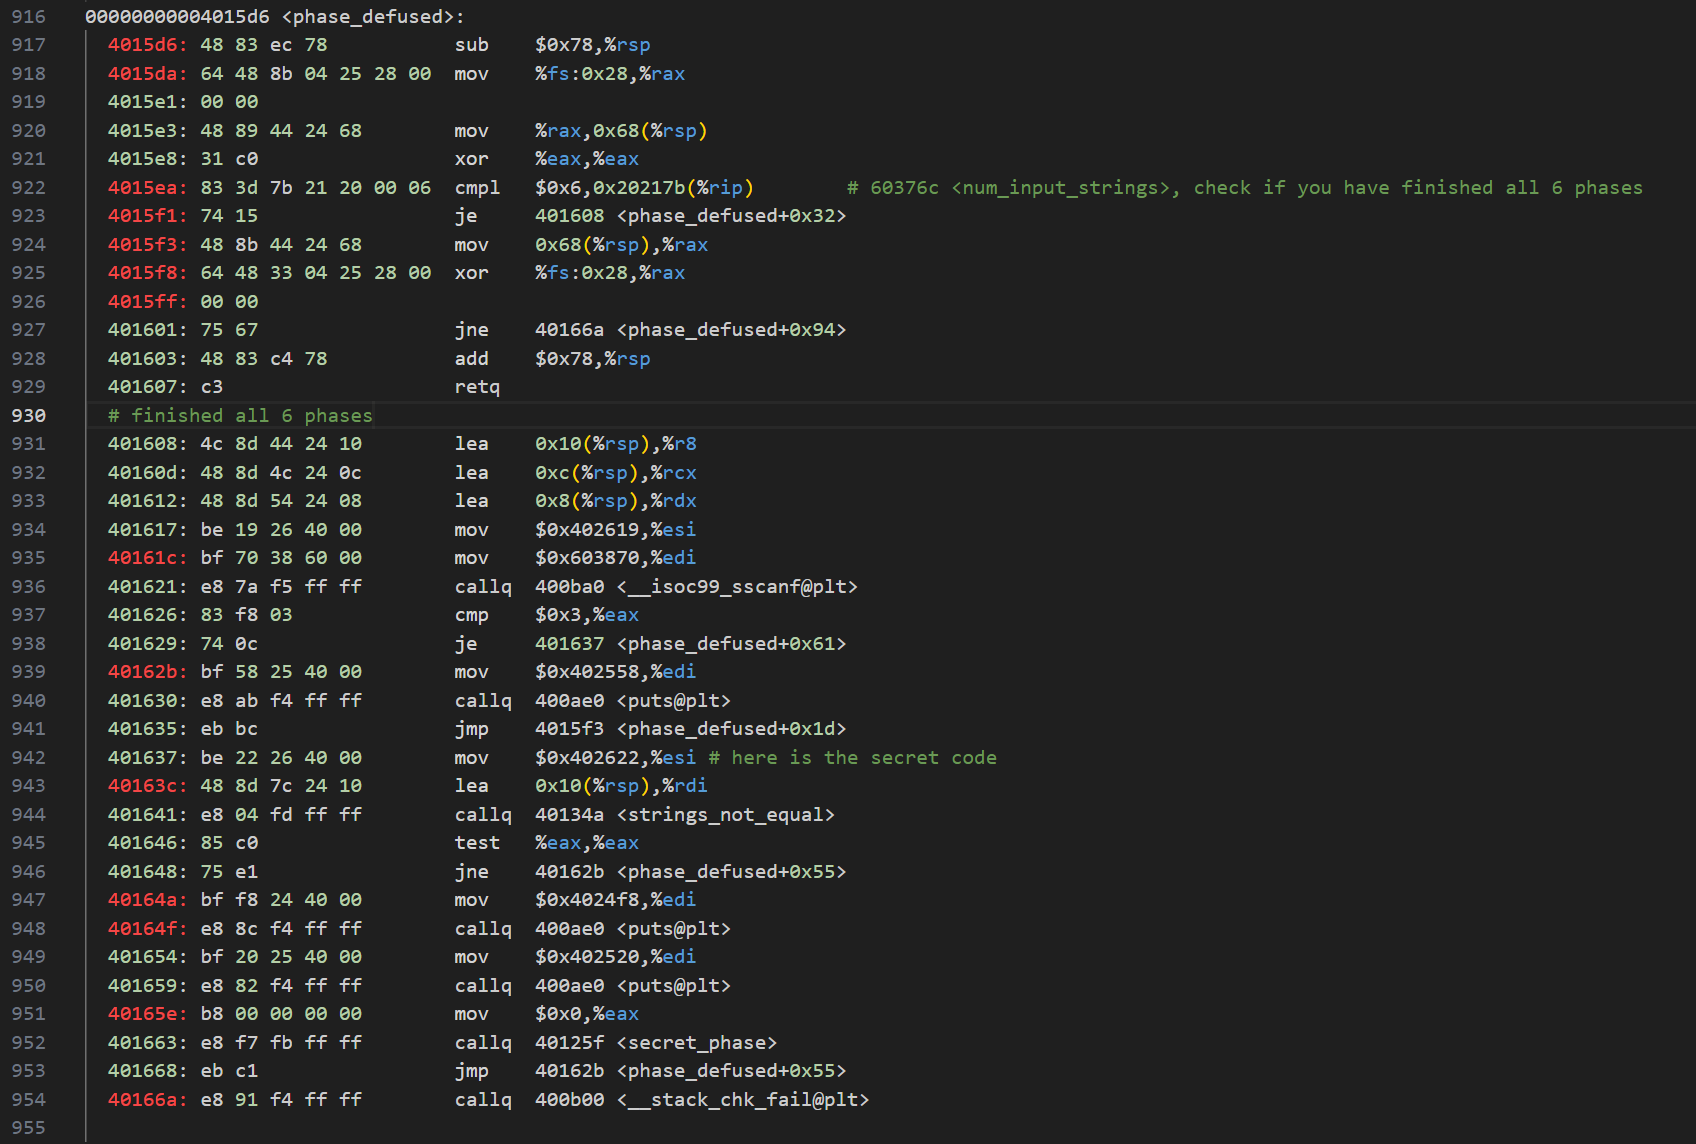 916 00000000004015d6 <phase_defused>:
917 4015d6: 48 83 ec 78 sub $0x78,%rsp
918 4015da: 64 48 8b 04 25 28 00 mov %fs:0x28,%rax
919 4015e1: 00 00
920 4015e3: 48 89 44 24 68 mov %rax,0x68(%rsp)
921 4015e8: 31 c0 xor %eax,%eax
922 4015ea: 83 3d 7b 21 20 00 06 cmpl $0x6,0x20217b(%rip) # 60376c <num_input_strings>, check if you have finished all 6 phases
923 4015f1: 74 15 je 401608 <phase_defused+0x32>
924 4015f3: 48 8b 44 24 68 mov 0x68(%rsp),%rax
925 4015f8: 64 48 33 04 25 28 00 xor %fs:0x28,%rax
926 4015ff: 00 00
927 401601: 75 67 jne 40166a <phase_defused+0x94>
928 401603: 48 83 c4 78 add $0x78,%rsp
929 401607: c3 retq
930 # finished all 6 phases
931 401608: 4c 8d 44 24 10 lea 0x10(%rsp),%r8
932 40160d: 48 8d 4c 24 0c lea 0xc(%rsp),%rcx
933 401612: 48 8d 54 24 08 lea 0x8(%rsp),%rdx
934 401617: be 19 26 40 00 mov $0x402619,%esi
935 40161c: bf 70 38 60 00 mov $0x603870,%edi
936 401621: e8 7a f5 ff ff callq 400ba0 <__isoc99_sscanf@plt>
937 401626: 83 f8 03 cmp $0x3,%eax
938 401629: 74 0c je 401637 <phase_defused+0x61>
939 40162b: bf 58 25 40 00 mov $0x402558,%edi
940 401630: e8 ab f4 ff ff callq 400ae0 <puts@plt>
941 401635: eb bc jmp 4015f3 <phase_defused+0x1d>
942 401637: be 22 26 40 00 mov $0x402622,%esi # here is the secret code
943 40163c: 48 8d 7c 24 10 lea 0x10(%rsp),%rdi
944 401641: e8 04 fd ff ff callq 40134a <strings_not_equal>
945 401646: 85 c0 test %eax,%eax
946 401648: 75 e1 jne 40162b <phase_defused+0x55>
947 40164a: bf f8 24 40 00 mov $0x4024f8,%edi
948 40164f: e8 8c f4 ff ff callq 400ae0 <puts@plt>
949 401654: bf 20 25 40 00 mov $0x402520,%edi
950 401659: e8 82 f4 ff ff callq 400ae0 <puts@plt>
951 40165e: b8 00 00 00 00 mov $0x0,%eax
952 401663: e8 f7 fb ff ff callq 40125f <secret_phase>
953 401668: eb c1 jmp 40162b <phase_defused+0x55>
954 40166a: e8 91 f4 ff ff callq 400b00 <__stack_chk_fail@plt>
955